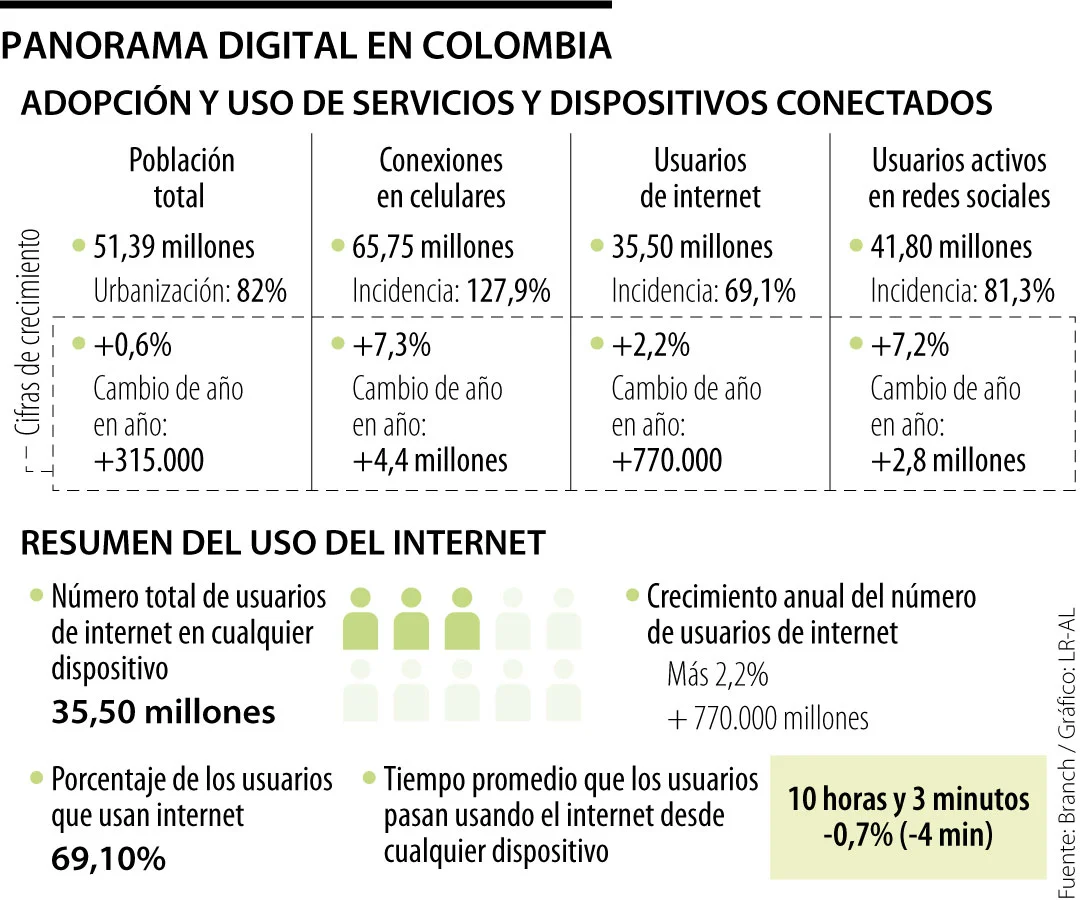 PANORAMA DIGITAL EN COLOMBIA
ADOPCIÓN Y USO DE SERVICIOS Y DISPOSITIVOS CONECTADOS
Población
total
51,39 millones
Urbanización: 82%
Conexiones
en celulares
65,75 millones
Incidencia: 127,9%
Usuarios
de internet
35,50 millones
Incidencia: 69,1%
Usuarios activos
en redes sociales
41,80 millones
Incidencia: 81,3%
Cifras de crecimiento
+0,6%
Cambio de año
en año:
+315.000
+7,3%
Cambio de año
en año:
+4,4 millones
+2,2%
Cambio de año
en año:
+770.000
+7,2%
Cambio de año
en año:
+2,8 millones
RESUMEN DEL USO DEL INTERNET
Número total de usuarios
de internet en cualquier
dispositivo
35,50 millones
Crecimiento anual del número
de usuarios de internet
Más 2,2%
+ 770.000 millones
Porcentaje de los usuarios
que usan internet
69,10%
Tiempo promedio que los usuarios
pasan usando el internet desde
cualquier dispositivo
10 horas y 3 minutos
-0,7% (-4 min)
Fuente: Branch / Gráfico: LR-AL